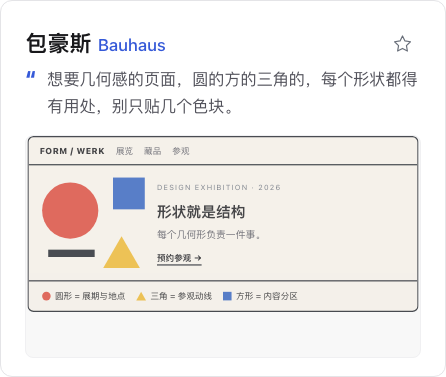 包豪斯 Bauhaus
“ 想要几何感的页面，圆的方的三角的，每个形状都得
有用处，别只贴几个色块。
FORM / WERK 展览 藏品 参观
DESIGN EXHIBITION · 2026
形状就是结构
每个几何形负责一件事。
预约参观 →
圆形 = 展期与地点 三角 = 参观动线 方形 = 内容分区